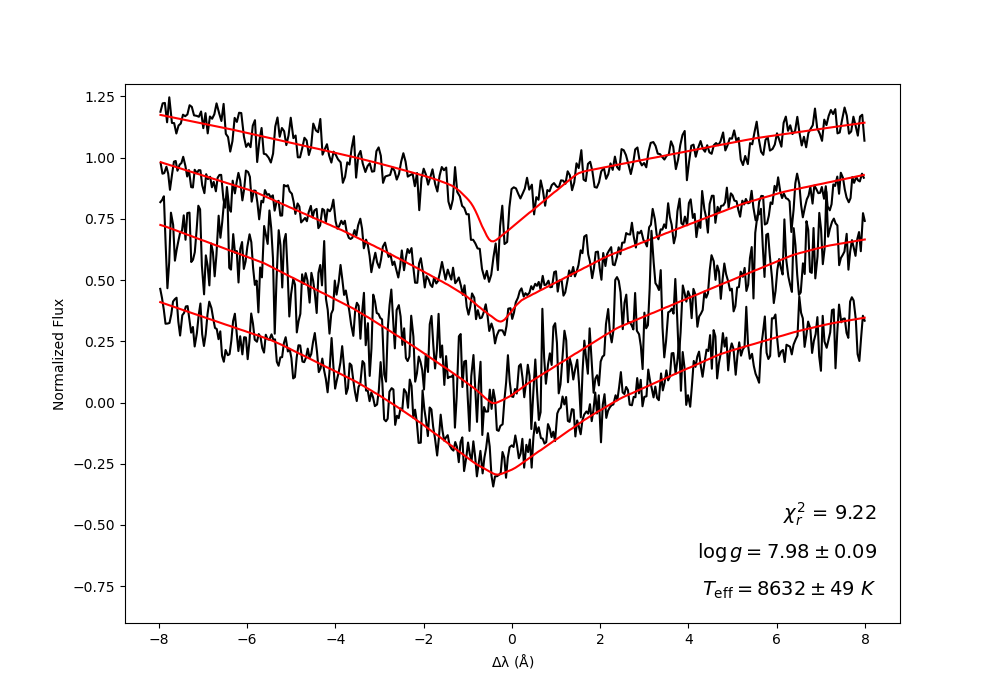 1.25
1.00
0.75
0.50
0.25
0.00
−0.25
−0.50
−0.75
Normalized Flux
χ²ᵣ = 9.22
log g = 7.98 ± 0.09
T_eff = 8632 ± 49 K
−8 −6 −4 −2 0 2 4 6 8
Δλ (Å)